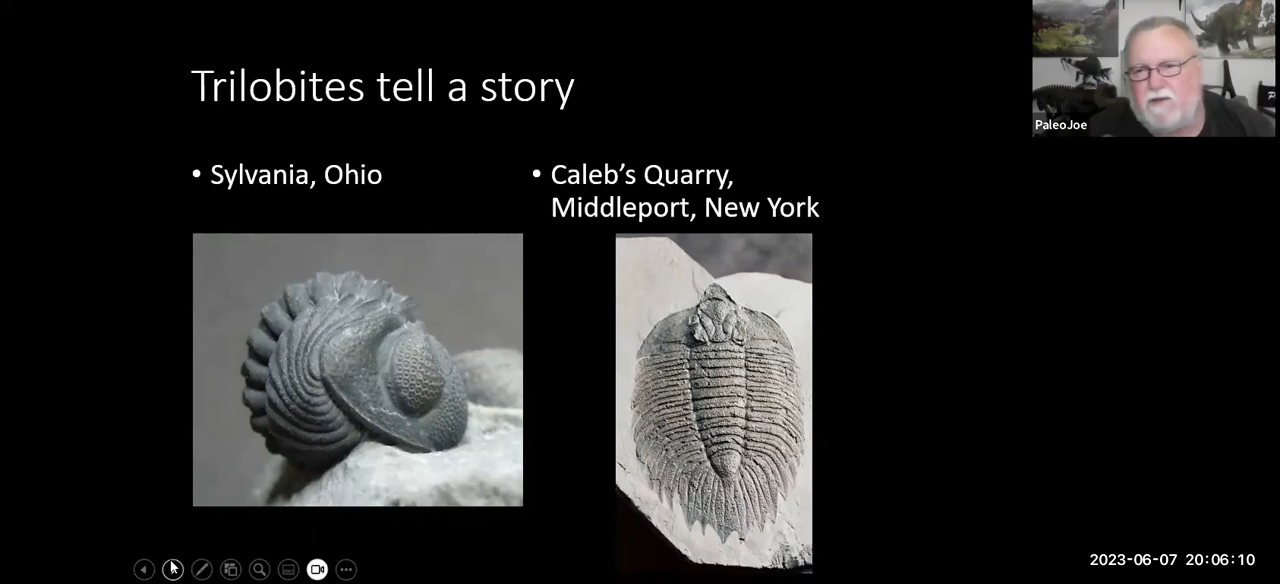 Trilobites tell a story
• Sylvania, Ohio
• Caleb’s Quarry,
Middleport, New York
PaleoJoe
2023-06-07 20:06:10